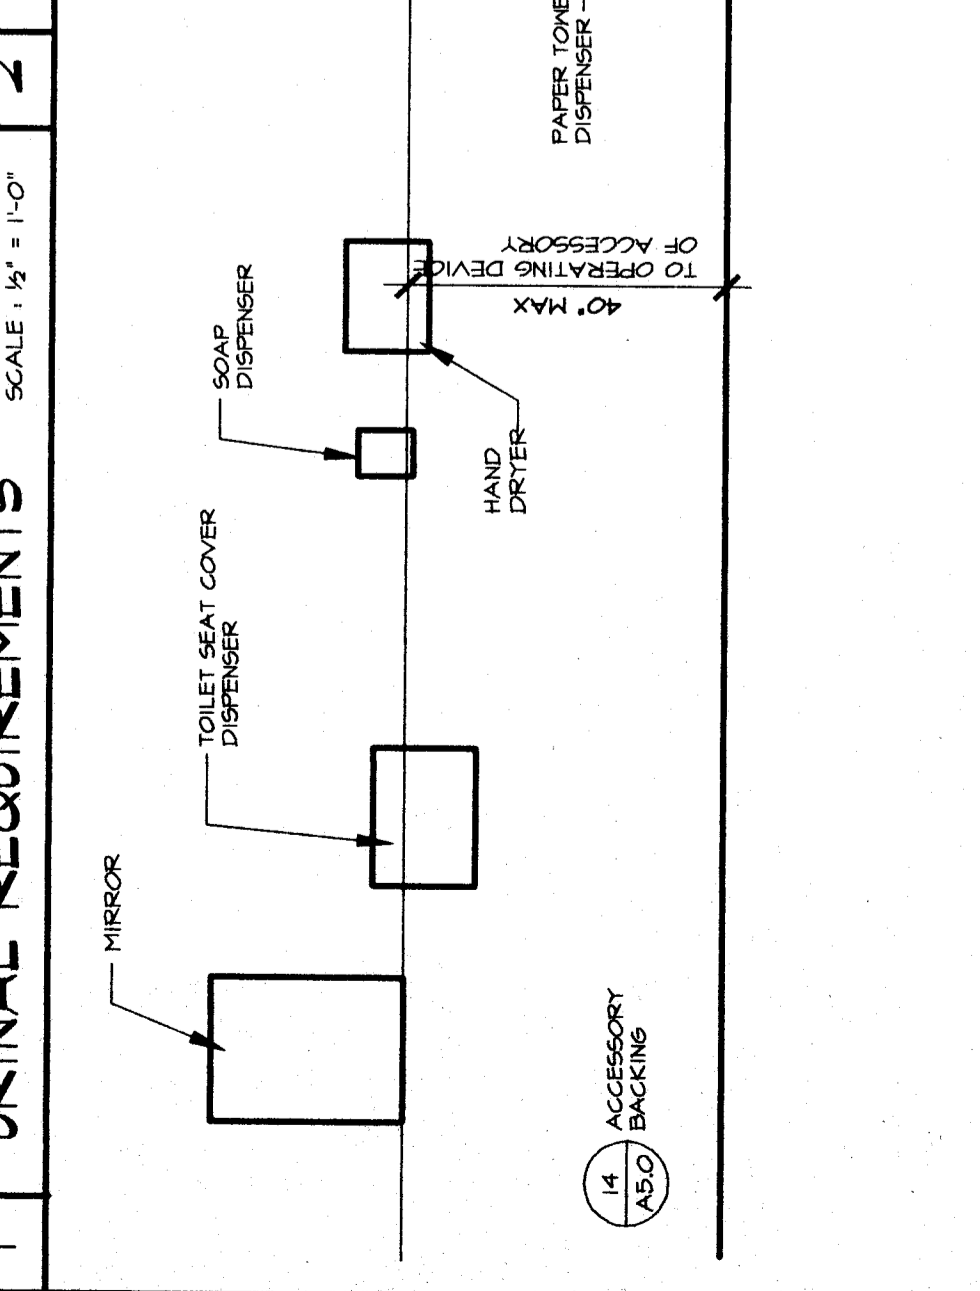 URINAL REQUIREMENTS
SCALE : ½" = 1'-0"
2
MIRROR
TOILET SEAT COVER
DISPENSER
SOAP
DISPENSER
HAND
DRYER
40" MAX
TO OPERATING DEVICE
OF ACCESSORY
PAPER
DISPENSER
14
A5.0
ACCESSORY
BACKING